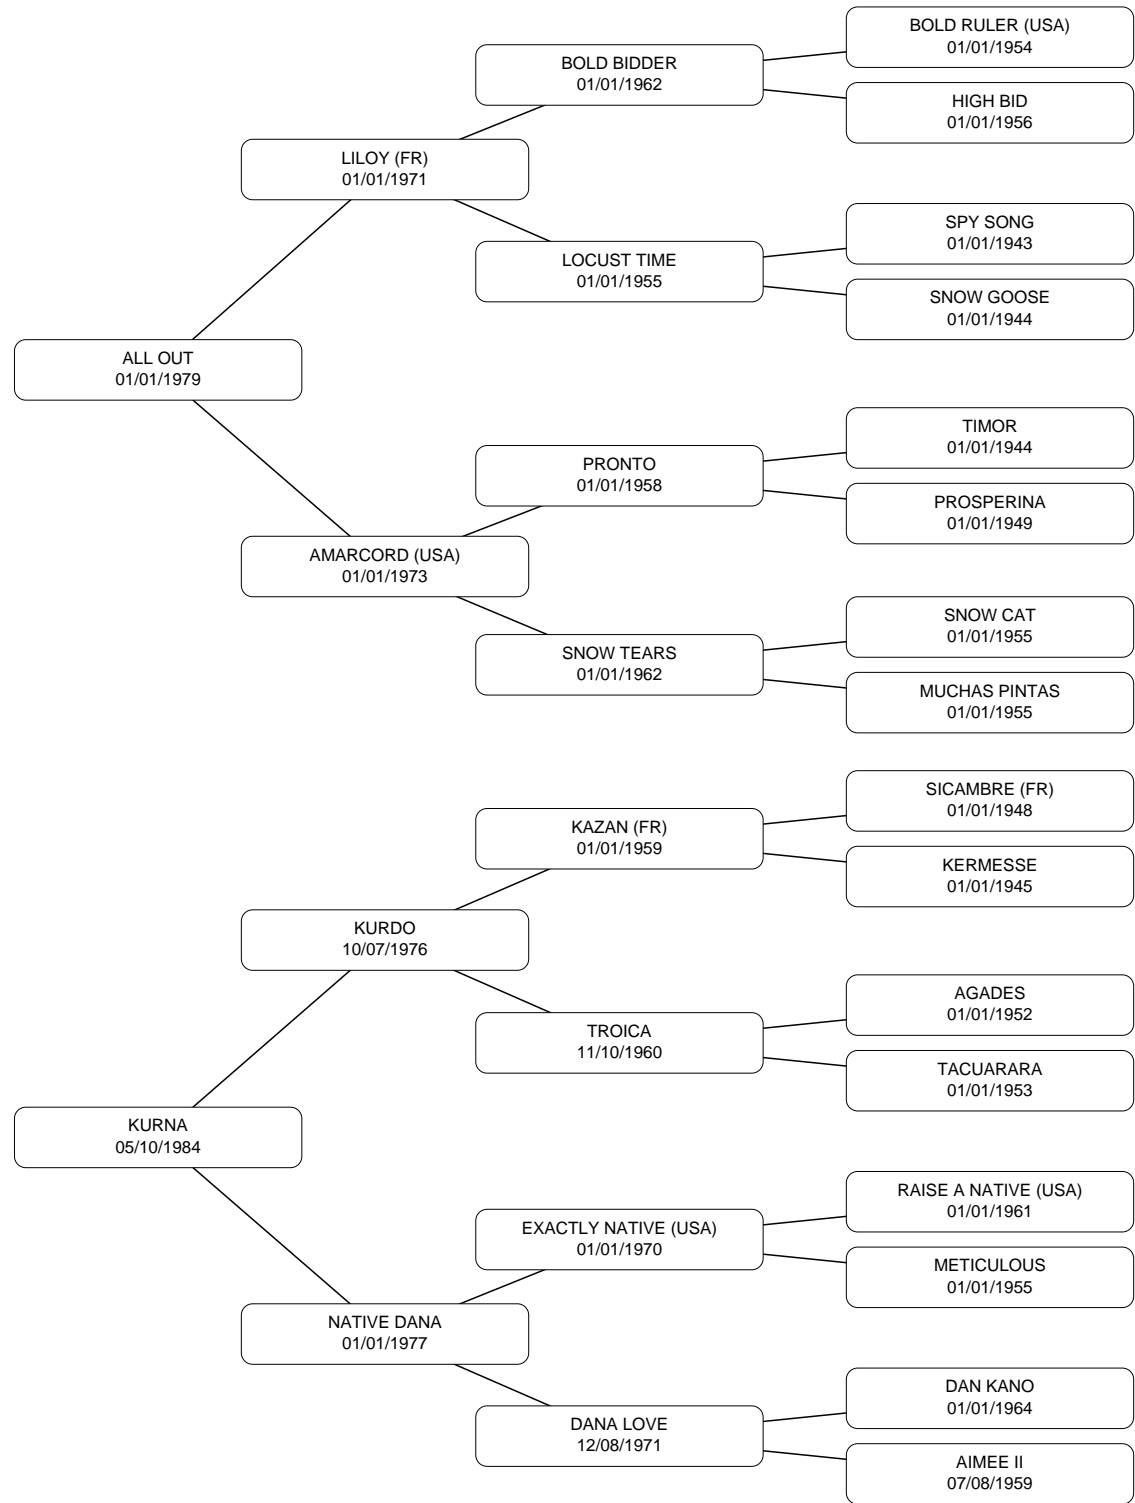 BOLD RULER (USA)
01/01/1954
BOLD BIDDER
01/01/1962
HIGH BID
01/01/1956
LILOY (FR)
01/01/1971
SPY SONG
01/01/1943
LOCUST TIME
01/01/1955
SNOW GOOSE
01/01/1944
ALL OUT
01/01/1979
TIMOR
01/01/1944
PRONTO
01/01/1958
PROSPERINA
01/01/1949
AMARCORD (USA)
01/01/1973
SNOW CAT
01/01/1955
SNOW TEARS
01/01/1962
MUCHAS PINTAS
01/01/1955
SICAMBRE (FR)
01/01/1948
KAZAN (FR)
01/01/1959
KERMESSE
01/01/1945
KURDO
10/07/1976
AGADES
01/01/1952
TROICA
11/10/1960
TACUARARA
01/01/1953
KURNA
05/10/1984
RAISE A NATIVE (USA)
01/01/1961
EXACTLY NATIVE (USA)
01/01/1970
METICULOUS
01/01/1955
NATIVE DANA
01/01/1977
DAN KANO
01/01/1964
DANA LOVE
12/08/1971
AIMEE II
07/08/1959